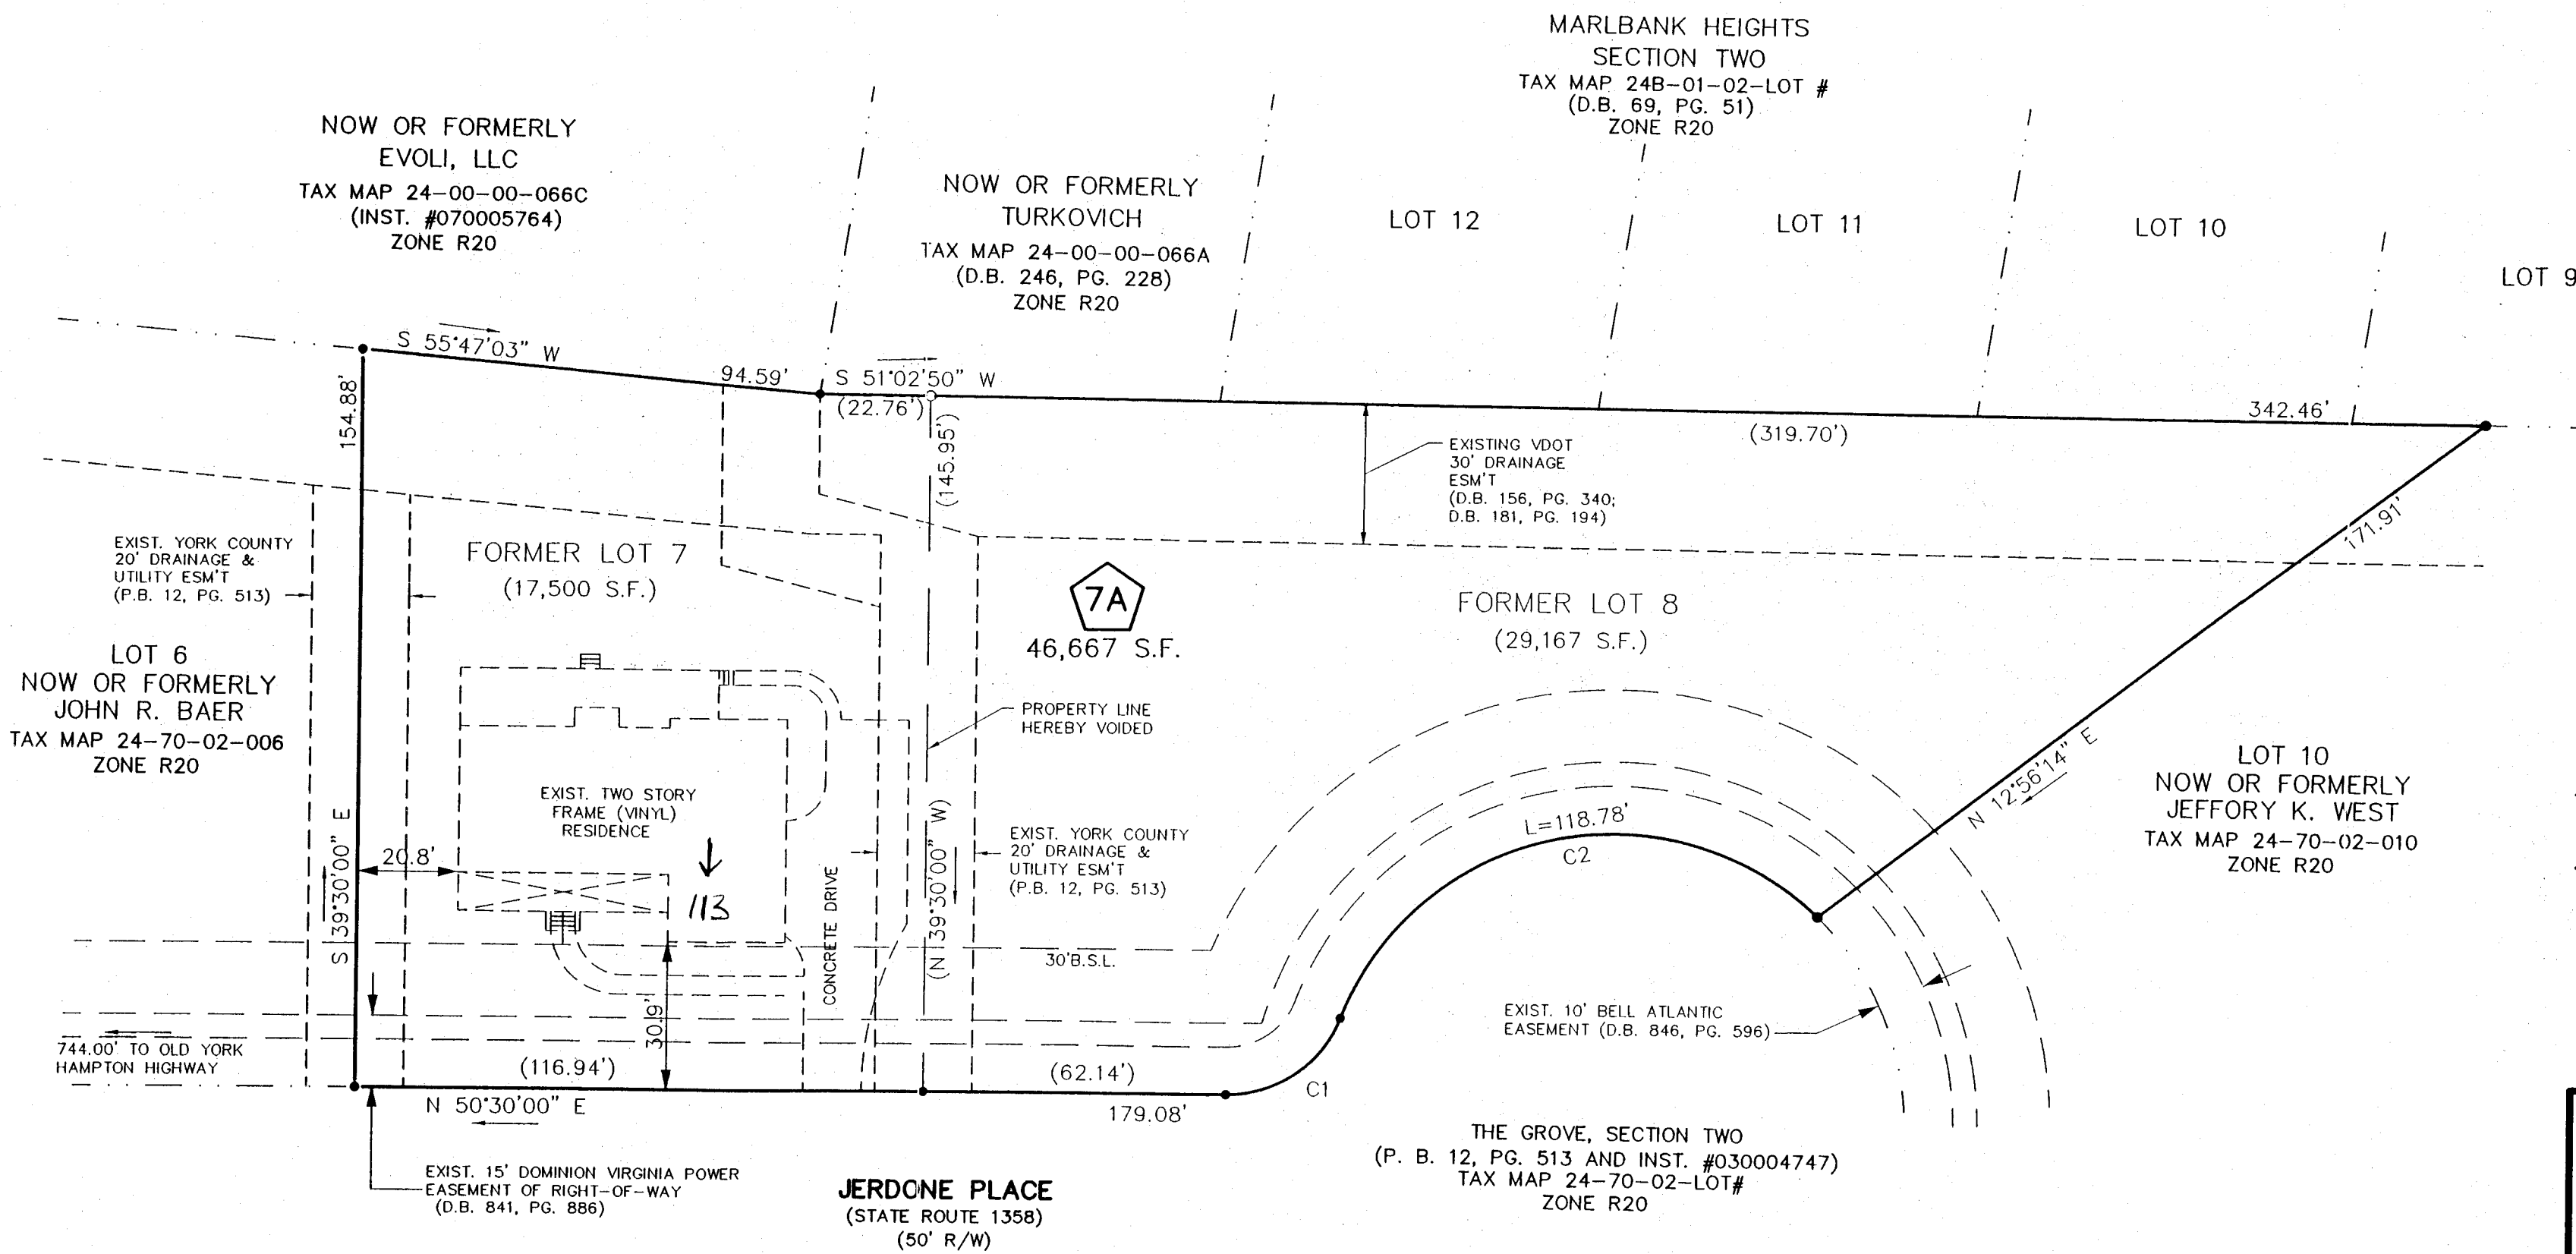 MARLBANK HEIGHTS
SECTION TWO
TAX MAP 24B-01-02-LOT #
(D.B. 69, PG. 51)
ZONE R20
NOW OR FORMERLY
EVOLI, LLC
TAX MAP 24-00-00-066C
(INST. #070005764)
ZONE R20
NOW OR FORMERLY
TURKOVICH
TAX MAP 24-00-00-066A
(D.B. 246, PG. 228)
ZONE R20
LOT 12
LOT 11
LOT 10
LOT 9
S 55°47'03" W
94.59'
S 51°02'50" W
(22.76')
342.46'
(319.70')
154.88'
(145.95')
EXISTING VDOT
30' DRAINAGE
ESM'T
(D.B. 156, PG. 340;
D.B. 181, PG. 194)
171.91'
EXIST. YORK COUNTY
20' DRAINAGE &
UTILITY ESM'T
(P.B. 12, PG. 513)
FORMER LOT 7
(17,500 S.F.)
7A
46,667 S.F.
FORMER LOT 8
(29,167 S.F.)
LOT 6
NOW OR FORMERLY
JOHN R. BAER
TAX MAP 24-70-02-006
ZONE R20
PROPERTY LINE
HEREBY VOIDED
EXIST. TWO STORY
FRAME (VINYL)
RESIDENCE
113
20.8'
S 39°30'00" E
CONCRETE DRIVE
(N 39°30'00" W)
EXIST. YORK COUNTY
20' DRAINAGE &
UTILITY ESM'T
(P.B. 12, PG. 513)
L=118.78'
C2
N 12°56'14" E
LOT 10
NOW OR FORMERLY
JEFFORY K. WEST
TAX MAP 24-70-02-010
ZONE R20
30'B.S.L.
30.9'
EXIST. 10' BELL ATLANTIC
EASEMENT (D.B. 846, PG. 596)
744.00' TO OLD YORK
HAMPTON HIGHWAY
(116.94')
(62.14')
C1
N 50°30'00" E
179.08'
EXIST. 15' DOMINION VIRGINIA POWER
EASEMENT OF RIGHT-OF-WAY
(D.B. 841, PG. 886)
JERDONE PLACE
(STATE ROUTE 1358)
(50' R/W)
THE GROVE, SECTION TWO
(P. B. 12, PG. 513 AND INST. #030004747)
TAX MAP 24-70-02-LOT#
ZONE R20